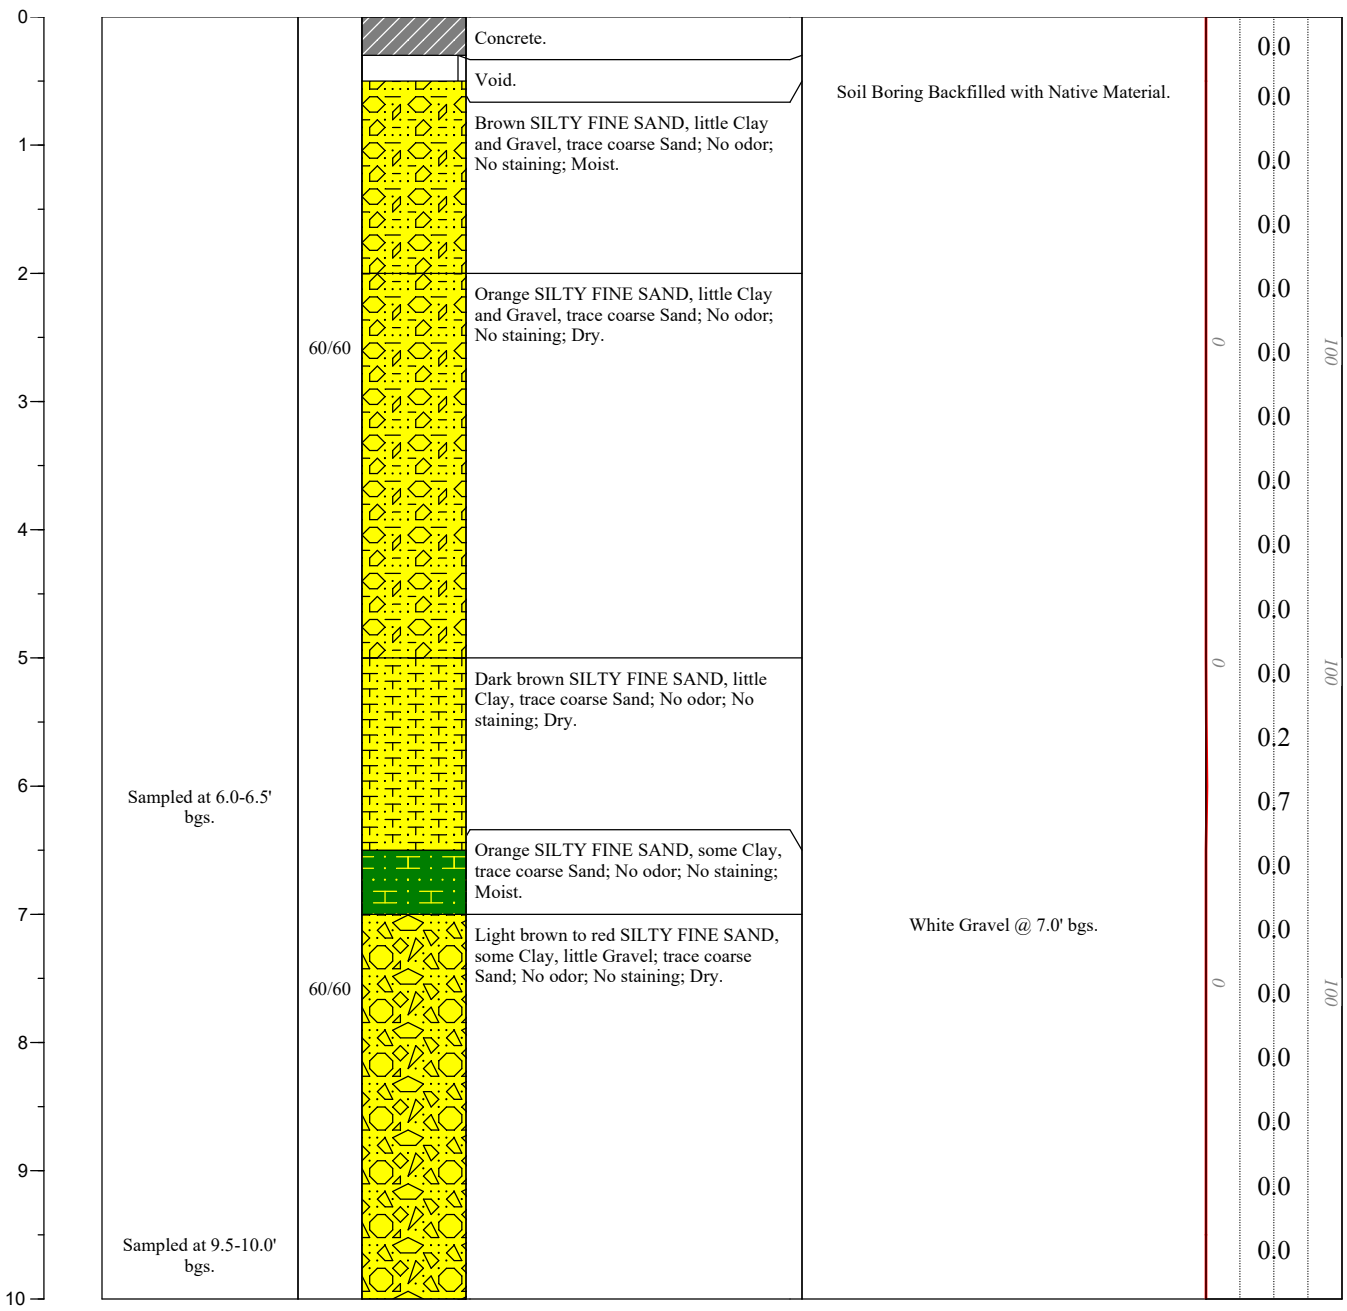 0
1
2
3
4
5
6
7
8
9
10
Sampled at 6.0-6.5'
bgs.
Sampled at 9.5-10.0'
bgs.
60/60
60/60
Concrete.
Void.
Brown SILTY FINE SAND, little Clay
and Gravel, trace coarse Sand; No odor;
No staining; Moist.
Orange SILTY FINE SAND, little Clay
and Gravel, trace coarse Sand; No odor;
No staining; Dry.
Dark brown SILTY FINE SAND, little
Clay, trace coarse Sand; No odor; No
staining; Dry.
Orange SILTY FINE SAND, some Clay,
trace coarse Sand; No odor; No staining;
Moist.
Light brown to red SILTY FINE SAND,
some Clay, little Gravel; trace coarse
Sand; No odor; No staining; Dry.
Soil Boring Backfilled with Native Material.
White Gravel @ 7.0' bgs.
0 100
0 100
0 100
0.0
0.0
0.0
0.0
0.0
0.0
0.0
0.0
0.0
0.0
0.0
0.2
0.7
0.0
0.0
0.0
0.0
0.0
0.0
0.0